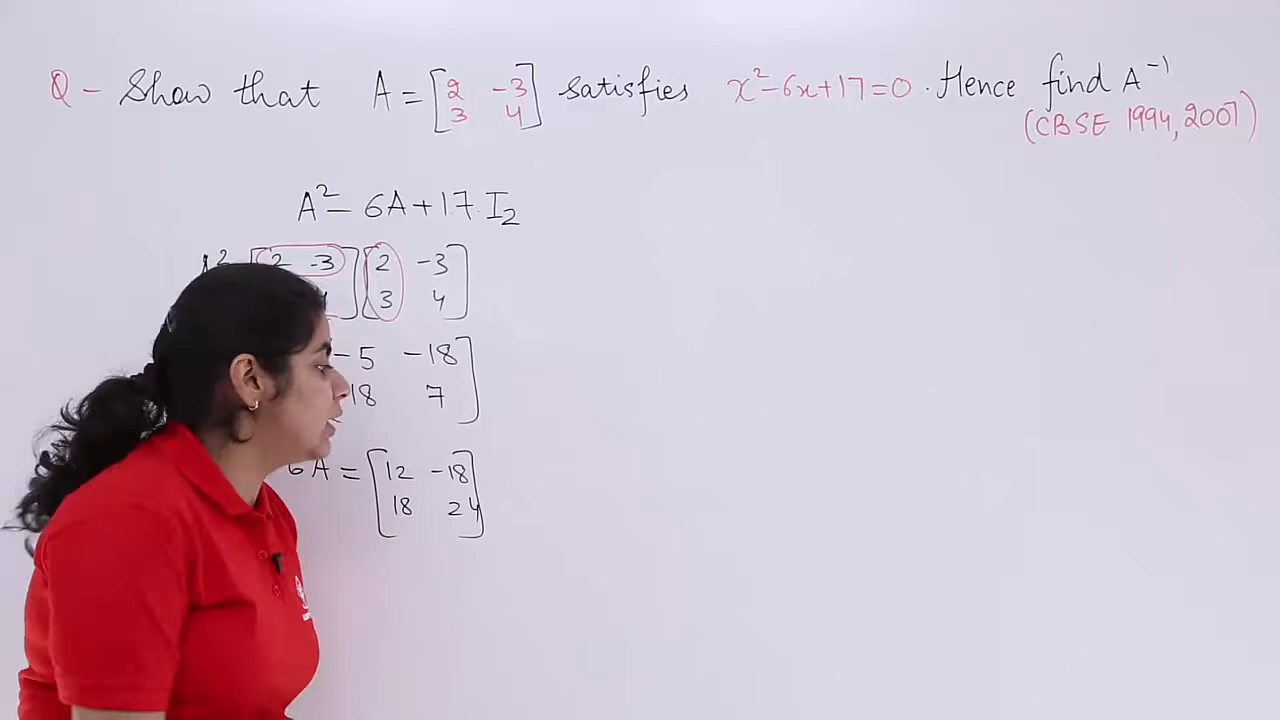 Q - Show that A = [2 -3] satisfies x² - 6x + 17 = 0 . Hence find A⁻¹
3 4
(CBSE 1994, 2007)
A² - 6A + 17 . I₂
2 -3 ] [2 -3]
3 4
- 5 -18]
18 7
6A = [12 -18]
18 24